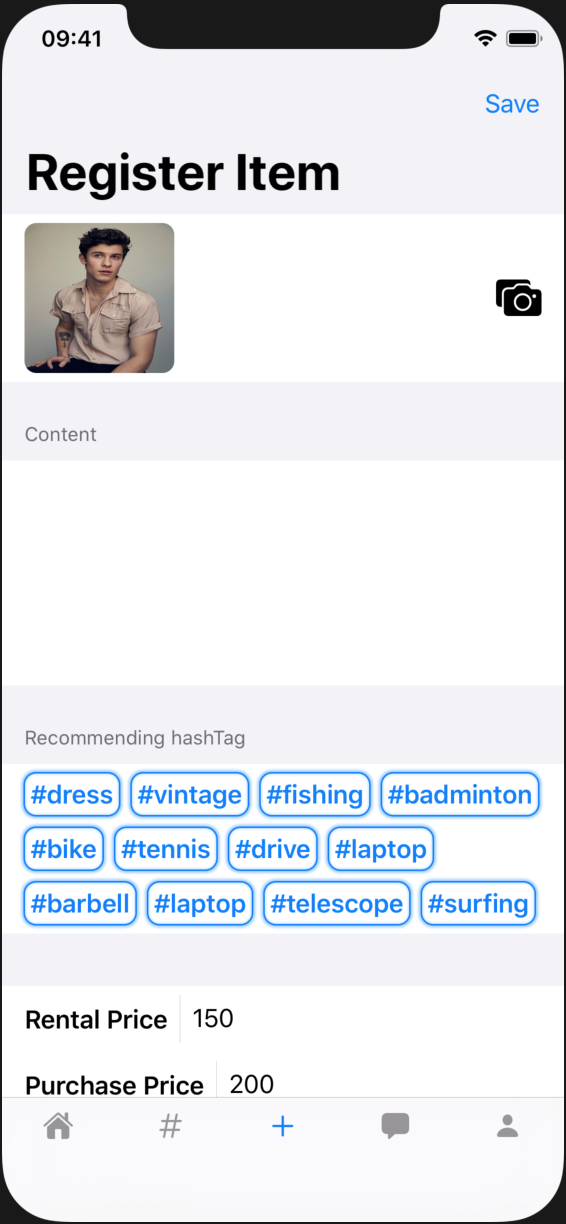 09:41
Save
Register Item
Content
Recommending hashTag
#dress #vintage #fishing #badminton
#bike #tennis #drive #laptop
#barbell #laptop #telescope #surfing
Rental Price 150
Purchase Price 200
#